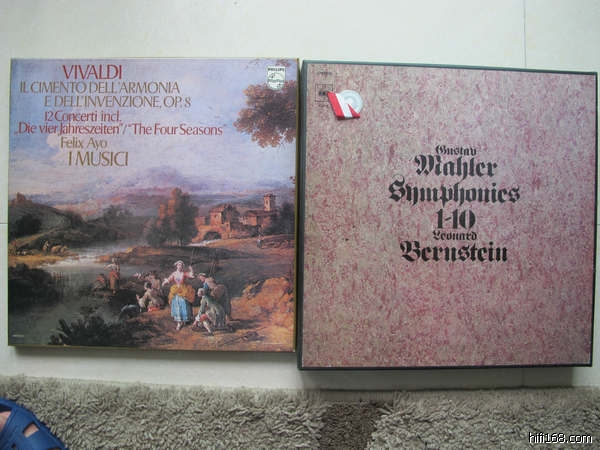 PHILIPS
VIVALDI
IL CIMENTO DELL'ARMONIA
E DELL'INVENZIONE, OP. 8
12 Concerti incl.
„Die vier Jahreszeiten"/"The Four Seasons"
Felix Ayo
I MUSICI
Gustav
Mahler
Symphonies
1-10
Leonard
Bernstein
hifi168.com